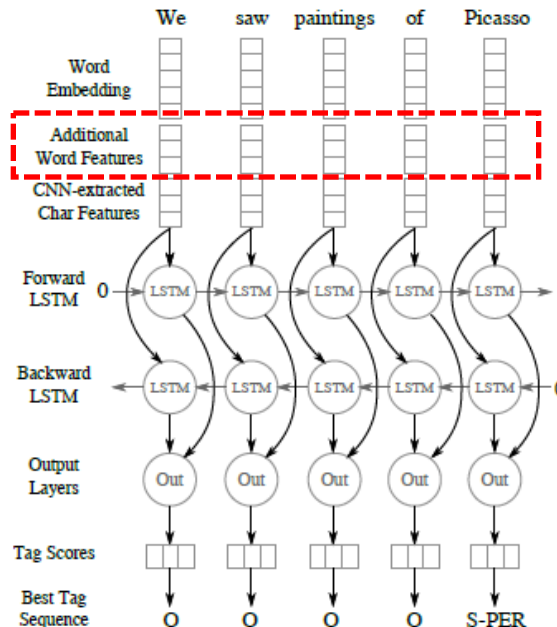 We saw paintings of Picasso
Word
Embedding
Additional
Word Features
CNN-extracted
Char Features
Forward
LSTM
0 LSTM LSTM LSTM LSTM LSTM
Backward
LSTM
LSTM LSTM LSTM LSTM LSTM 0
Output
Layers
Out Out Out Out Out
Tag Scores
Best Tag
Sequence
O O O O S-PER